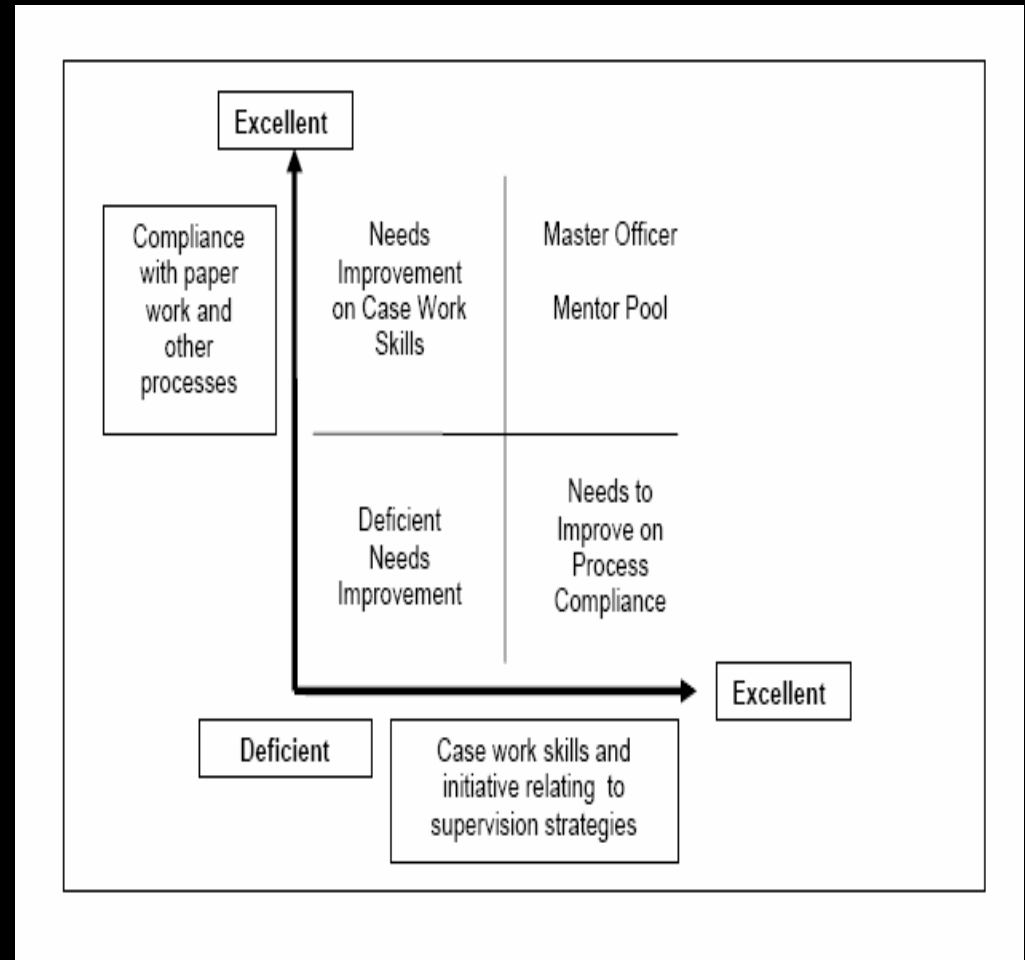 Excellent
Compliance
with paper
work and
other
processes
Needs
Improvement
on Case Work
Skills
Master Officer
Mentor Pool
Deficient
Needs
Improvement
Needs to
Improve on
Process
Compliance
Excellent
Deficient
Case work skills and
initiative relating to
supervision strategies